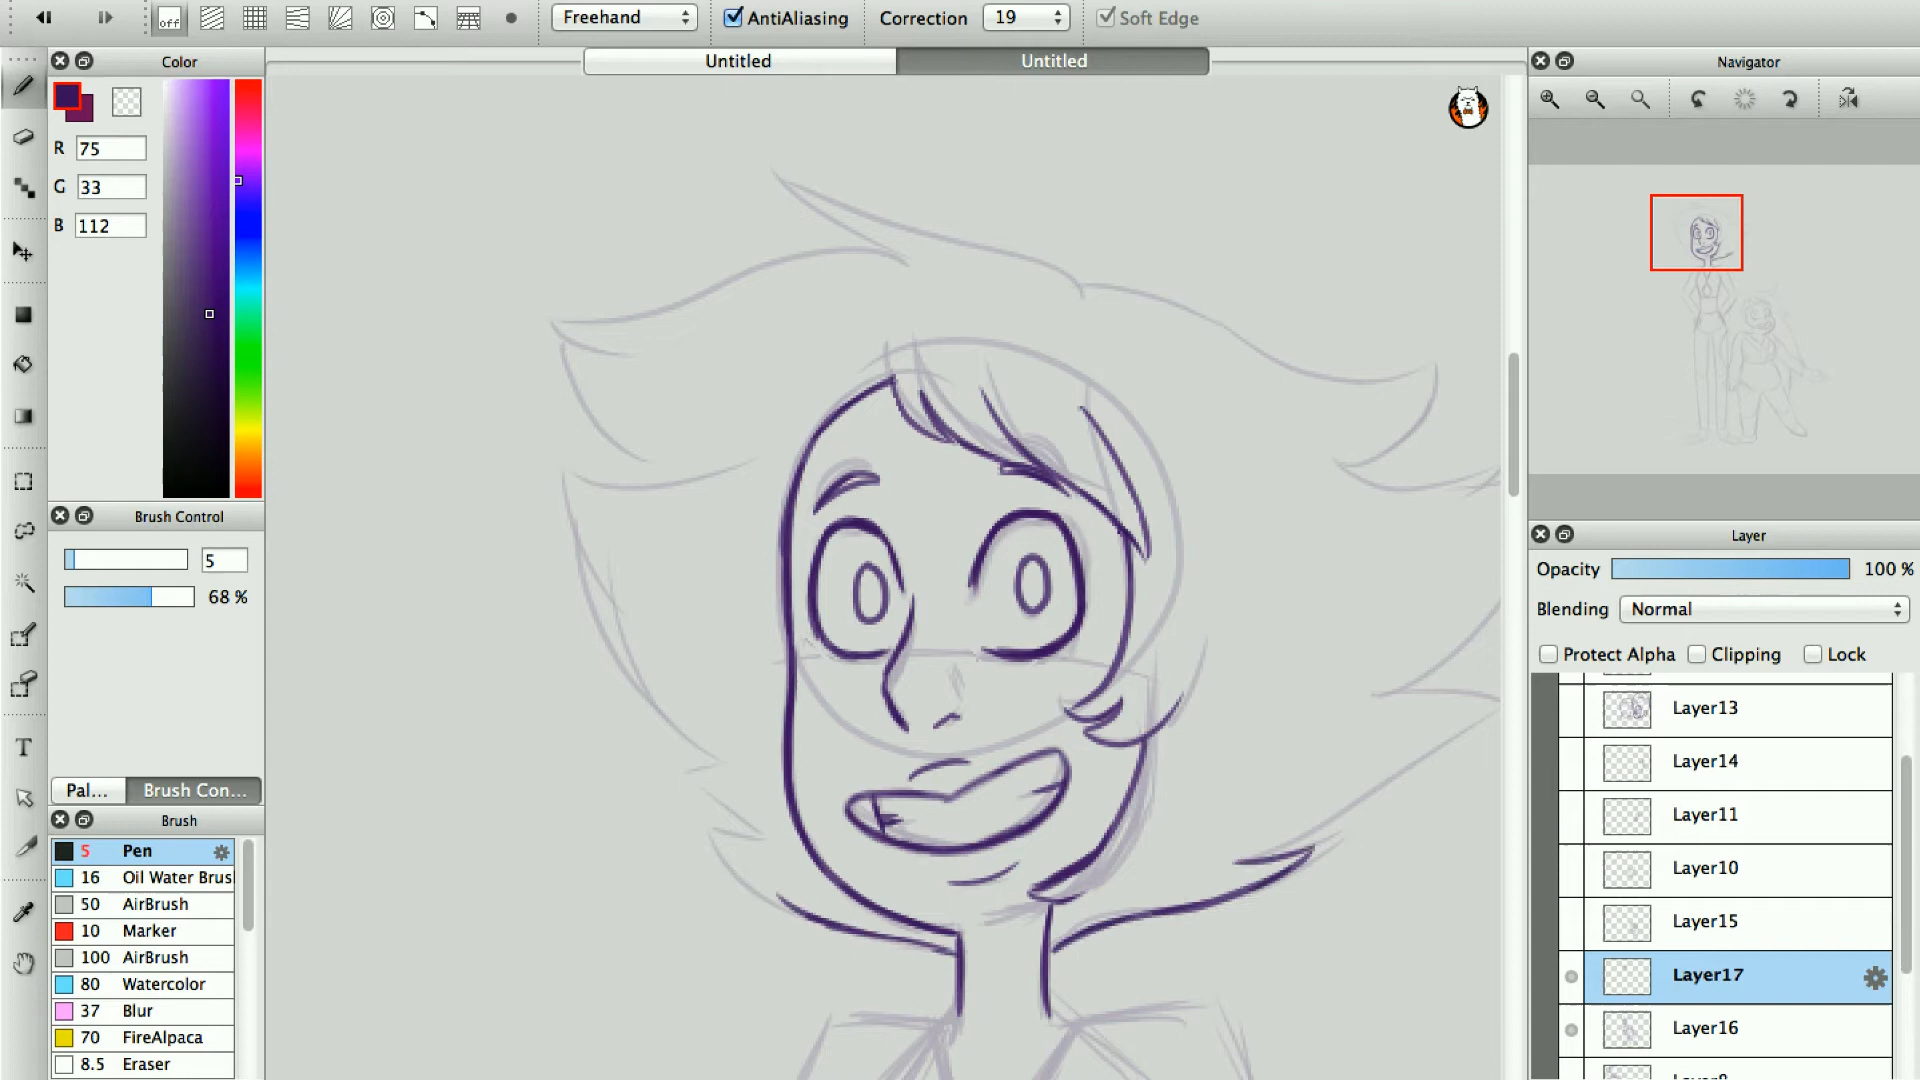 off
Freehand
AntiAliasing
Correction
19
Soft Edge
Color
Untitled
Untitled
Navigator
R 75
G 33
B 112
Brush Control
5
68 %
Layer
Opacity
100 %
Blending
Normal
Protect Alpha
Clipping
Lock
Layer13
Layer14
Layer11
Layer10
Layer15
Layer17
Layer16
Pal...
Brush Con...
Brush
5 Pen
16 Oil Water Brus
50 AirBrush
10 Marker
100 AirBrush
80 Watercolor
37 Blur
70 FireAlpaca
8.5 Eraser
T